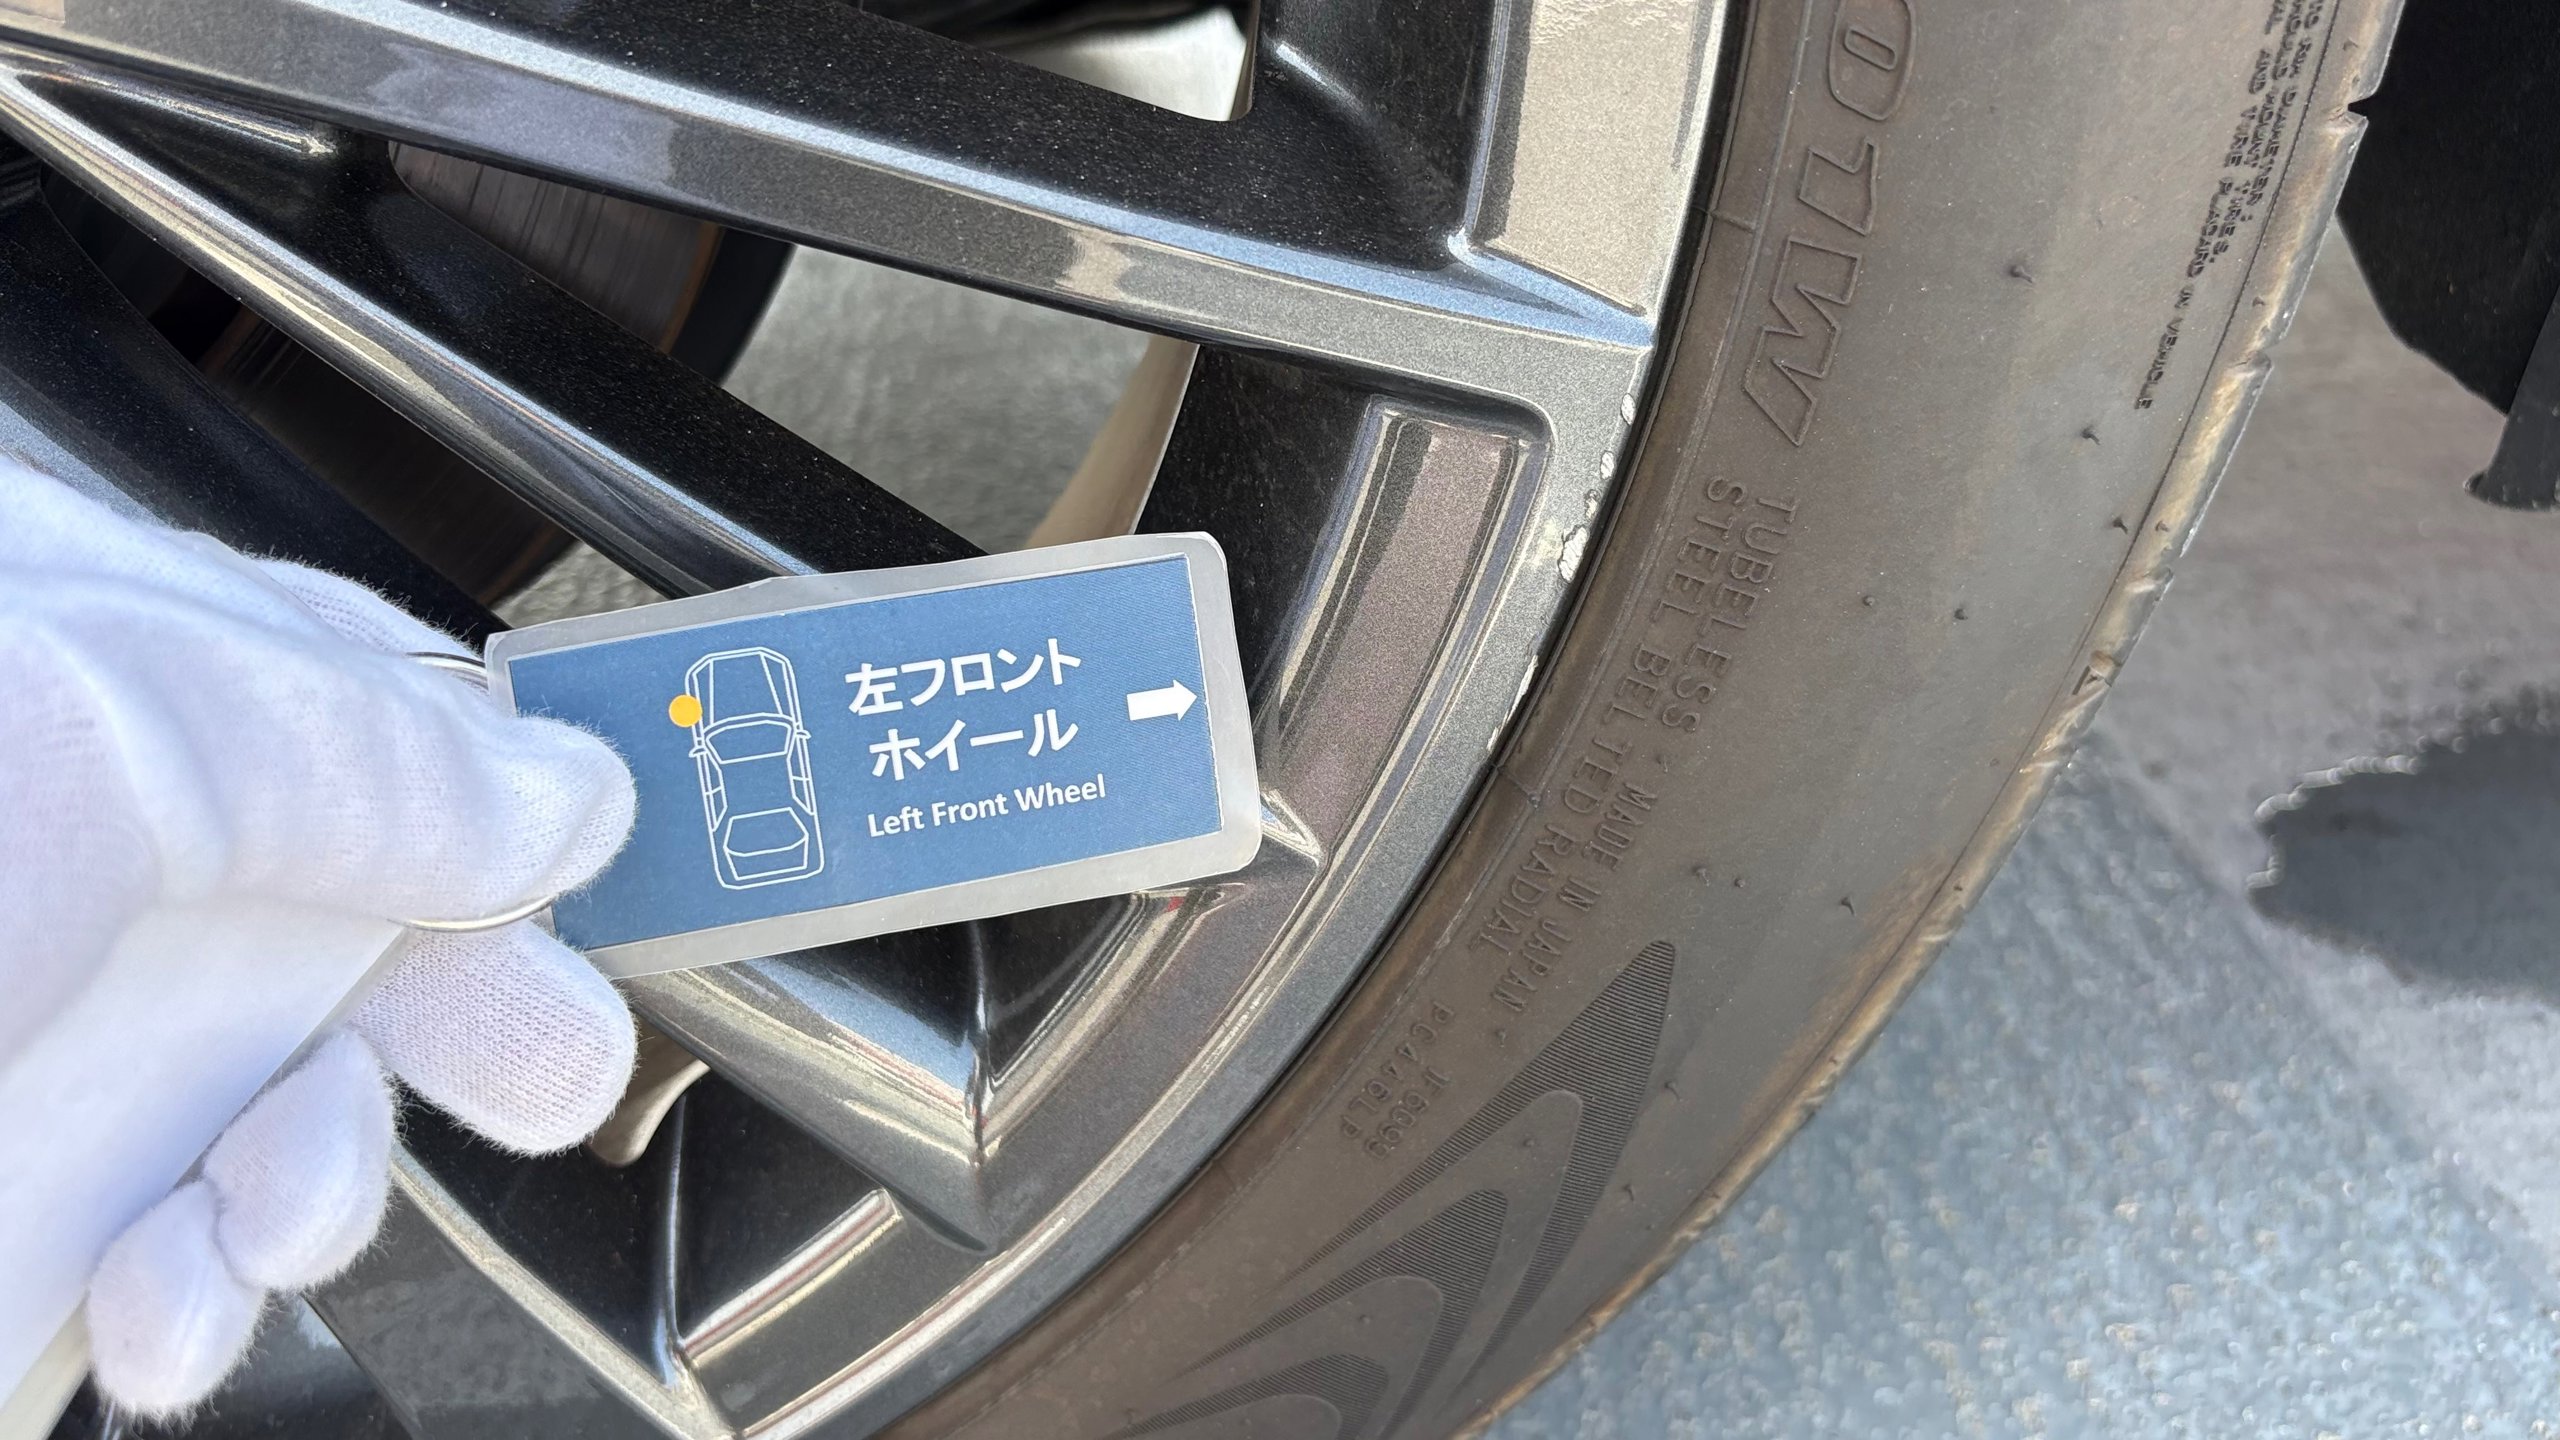 左フロント
ホイール
Left Front Wheel
01W
TUBELESS
STEEL BELTED RADIAL
MADE IN JAPAN